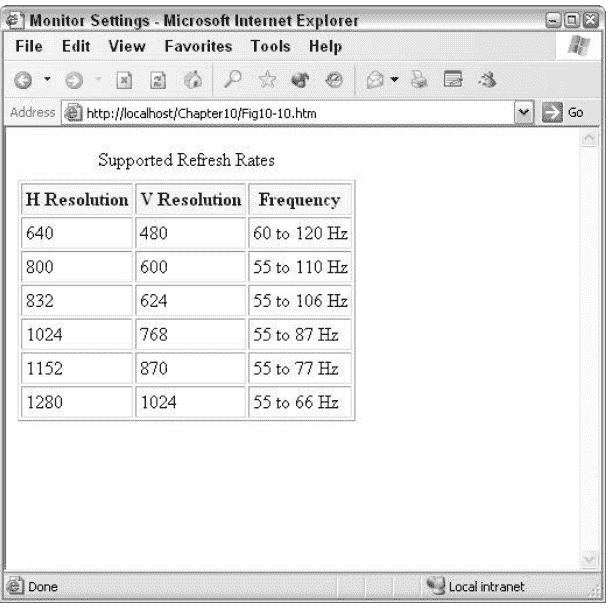 Monitor Settings - Microsoft Internet Explorer
File Edit View Favorites Tools Help
Address http://localhost/Chapter10/Fig10-10.htm Go
Supported Refresh Rates
H Resolution V Resolution Frequency
640 480 60 to 120 Hz
800 600 55 to 110 Hz
832 624 55 to 106 Hz
1024 768 55 to 87 Hz
1152 870 55 to 77 Hz
1280 1024 55 to 66 Hz
Done Local intranet